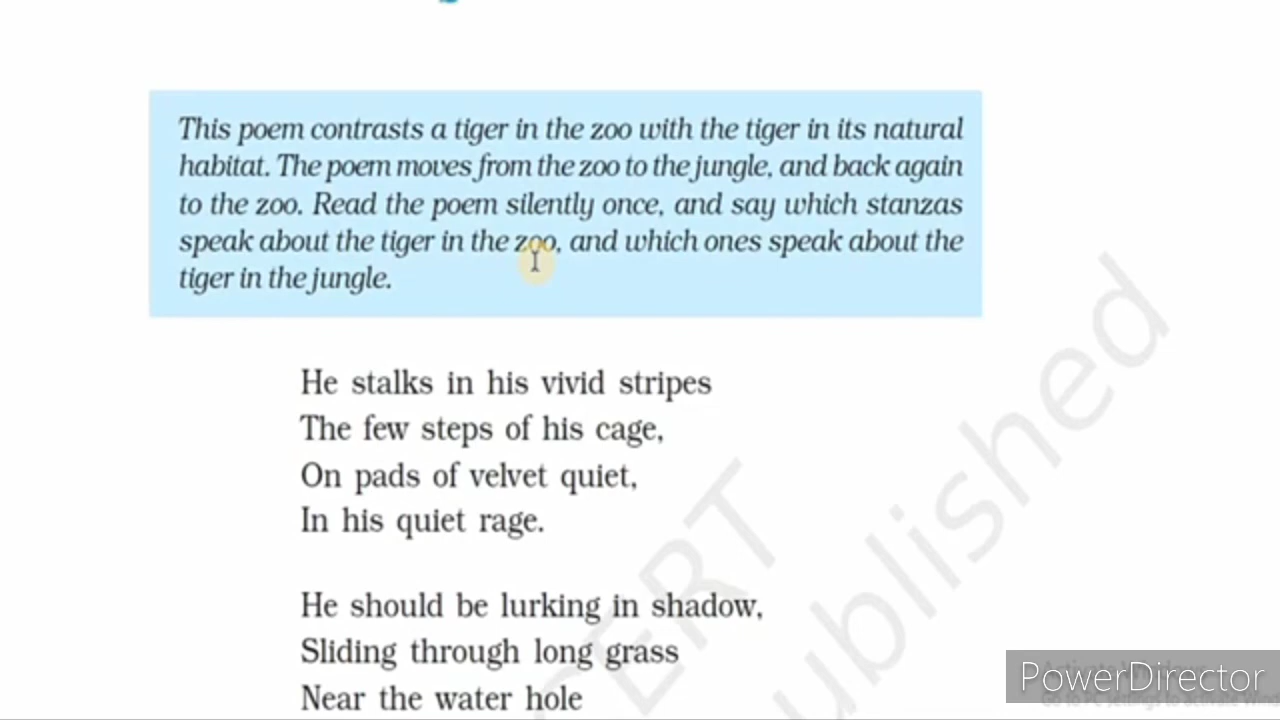 This poem contrasts a tiger in the zoo with the tiger in its natural
habitat. The poem moves from the zoo to the jungle, and back again
to the zoo. Read the poem silently once, and say which stanzas
speak about the tiger in the zoo, and which ones speak about the
tiger in the jungle.
He stalks in his vivid stripes
The few steps of his cage,
On pads of velvet quiet,
In his quiet rage.
He should be lurking in shadow,
Sliding through long grass
Near the water hole
CERT
ublished
Activate Windows
PowerDirector